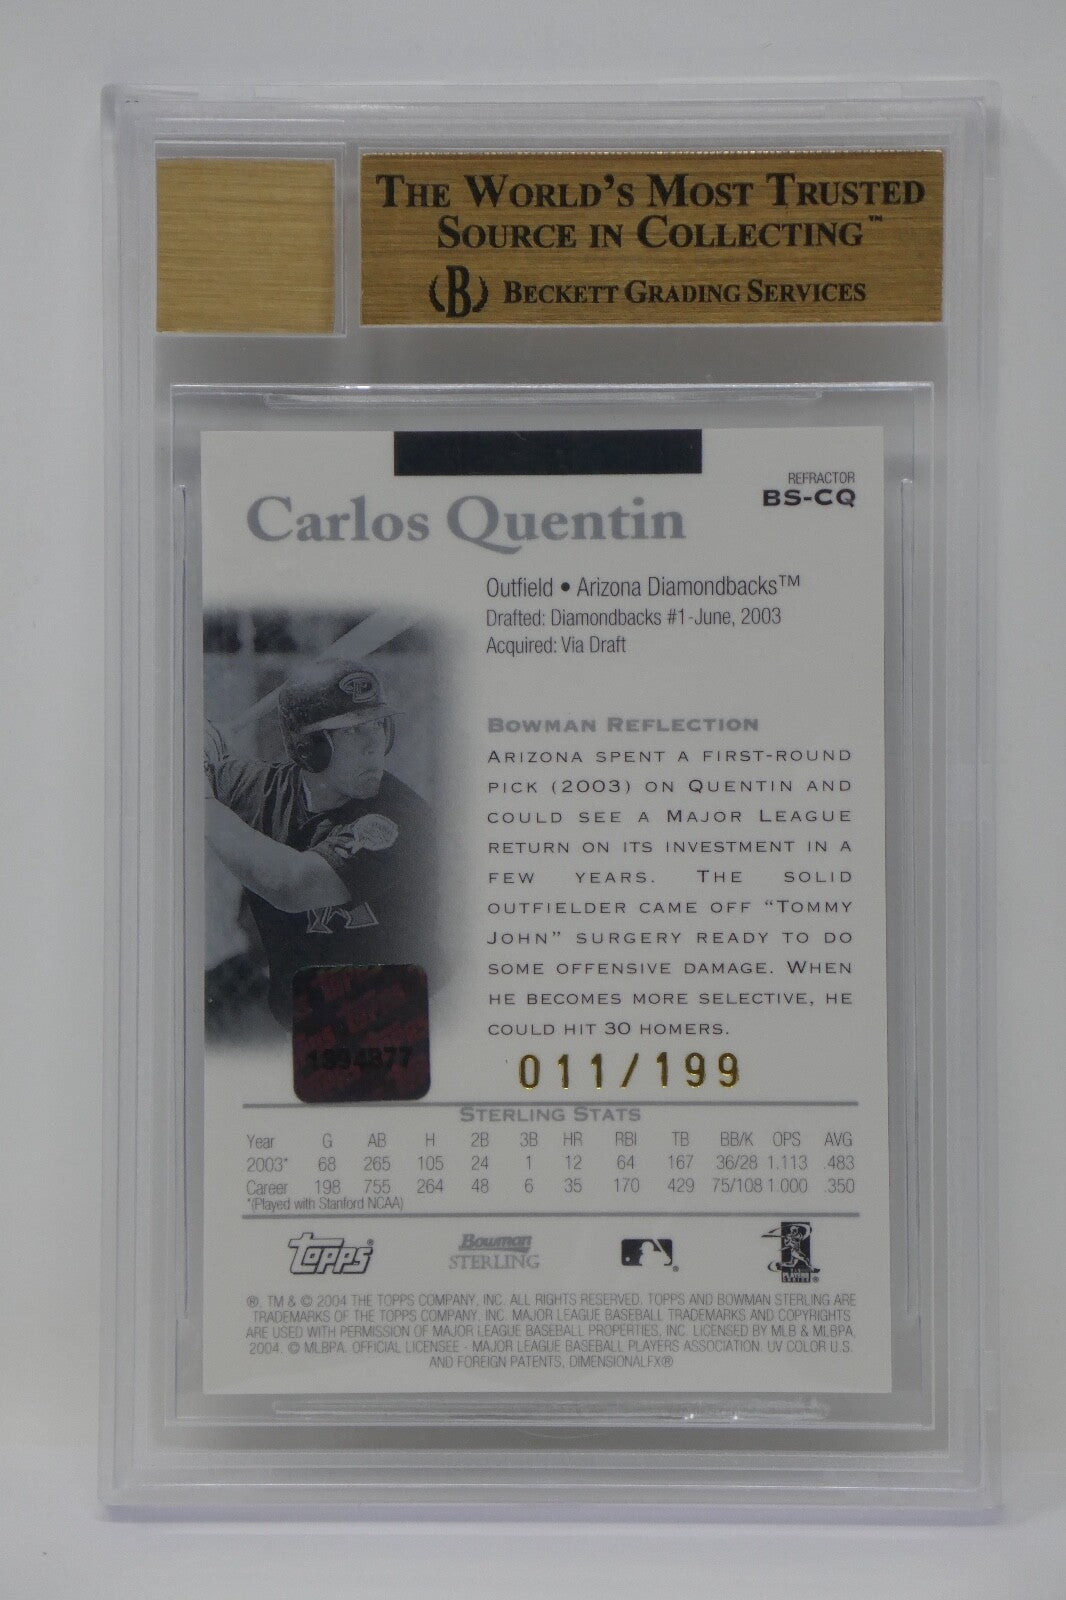 THE WORLD'S MOST TRUSTED
SOURCE IN COLLECTING™
B BECKETT GRADING SERVICES
REFRACTOR
BS-CQ
Carlos Quentin
Outfield • Arizona Diamondbacks™
Drafted: Diamondbacks #1-June, 2003
Acquired: Via Draft
BOWMAN REFLECTION
ARIZONA SPENT A FIRST-ROUND
PICK (2003) ON QUENTIN AND
COULD SEE A MAJOR LEAGUE
RETURN ON ITS INVESTMENT IN A
FEW YEARS. THE SOLID
OUTFIELDER CAME OFF "TOMMY
JOHN" SURGERY READY TO DO
SOME OFFENSIVE DAMAGE. WHEN
HE BECOMES MORE SELECTIVE, HE
COULD HIT 30 HOMERS.
011/199
STERLING STATS
Year G AB H 2B 3B HR RBI TB BB/K OPS AVG
2003* 68 265 105 24 1 12 64 167 36/28 1.113 .483
Career 198 755 264 48 6 35 170 429 75/108 1.000 .350
*(Played with Stanford NCAA)
Topps® Bowman STERLING
®, TM & © 2004 THE TOPPS COMPANY, INC. ALL RIGHTS RESERVED. TOPPS AND BOWMAN STERLING ARE
TRADEMARKS OF THE TOPPS COMPANY, INC. MAJOR LEAGUE BASEBALL TRADEMARKS AND COPYRIGHTS
ARE USED WITH PERMISSION OF MAJOR LEAGUE BASEBALL PROPERTIES, INC. LICENSED BY MLB & MLBPA,
2004. © MLBPA. OFFICIAL LICENSEE - MAJOR LEAGUE BASEBALL PLAYERS ASSOCIATION. UV COLOR U.S.
AND FOREIGN PATENTS, DIMENSIONALFX®